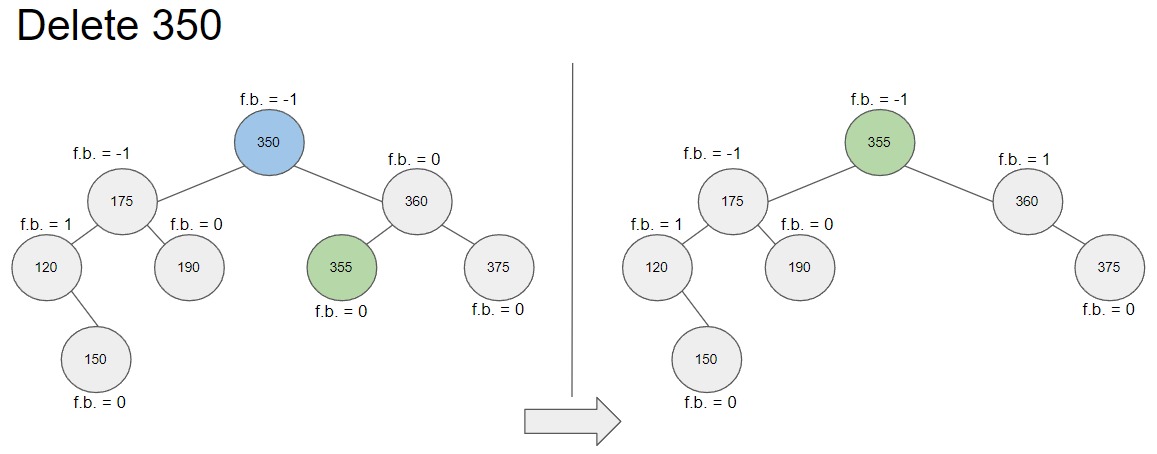 Delete 350
f.b. = -1
350
f.b. = -1
f.b. = 0
175
360
f.b. = 1
f.b. = 0
120
190
355
375
f.b. = 0
f.b. = 0
150
f.b. = 0
f.b. = -1
355
f.b. = -1
f.b. = 1
175
360
f.b. = 1
f.b. = 0
120
190
375
f.b. = 0
150
f.b. = 0